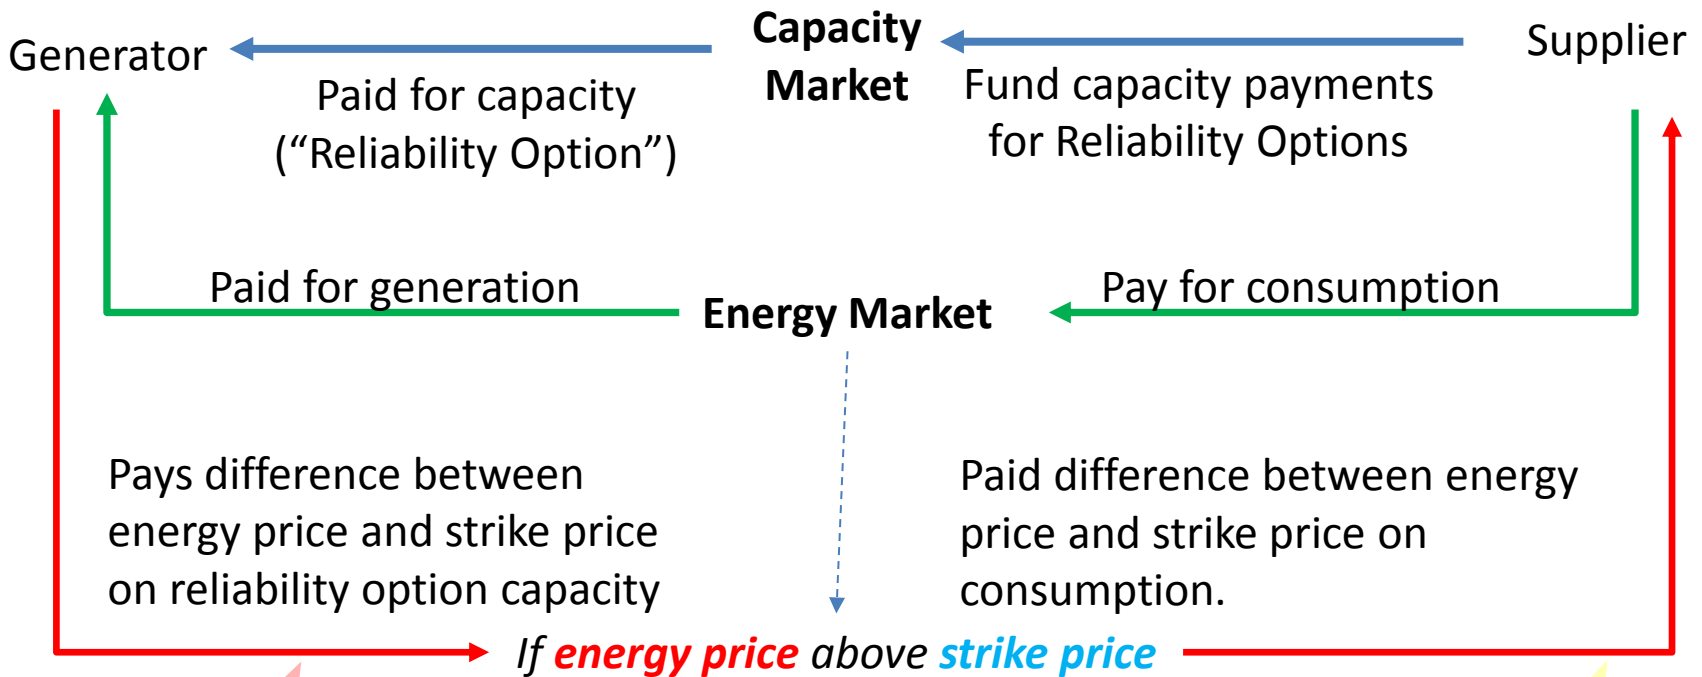 Generator
Capacity
Market
Supplier
Paid for capacity
(“Reliability Option”)
Fund capacity payments
for Reliability Options
Paid for generation
Energy Market
Pay for consumption
Pays difference between
energy price and strike price
on reliability option capacity
Paid difference between energy
price and strike price on
consumption.
If energy price above strike price